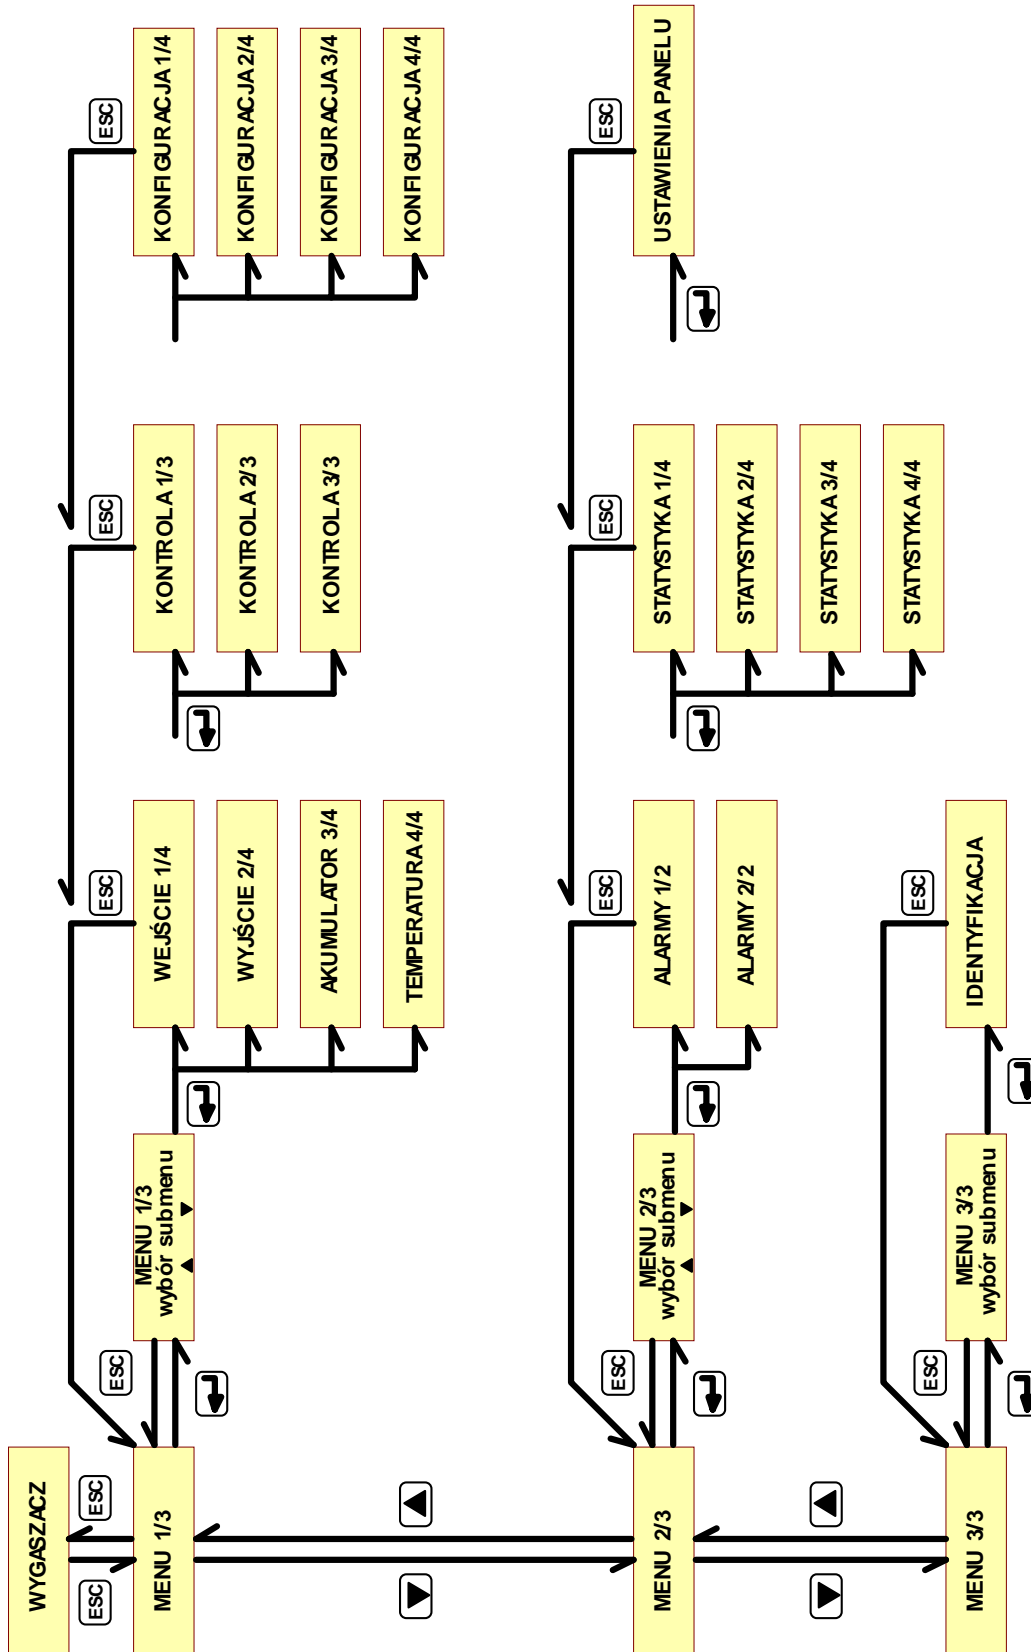 WYGASZACZ
ESC
ESC
MENU 1/3
ESC
MENU 1/3
wybór submenu
ESC
WEJŚCIE 1/4
WYJŚCIE 2/4
AKUMULATOR 3/4
TEMPERATURA 4/4
ESC
KONTROLA 1/3
KONTROLA 2/3
KONTROLA 3/3
ESC
KONFIGURACJA 1/4
KONFIGURACJA 2/4
KONFIGURACJA 3/4
KONFIGURACJA 4/4
MENU 2/3
ESC
MENU 2/3
wybór submenu
ESC
ALARMY 1/2
ALARMY 2/2
ESC
STATYSTYKA 1/4
STATYSTYKA 2/4
STATYSTYKA 3/4
STATYSTYKA 4/4
ESC
USTAWIENIA PANELU
MENU 3/3
ESC
MENU 3/3
wybór submenu
ESC
IDENTYFIKACJA